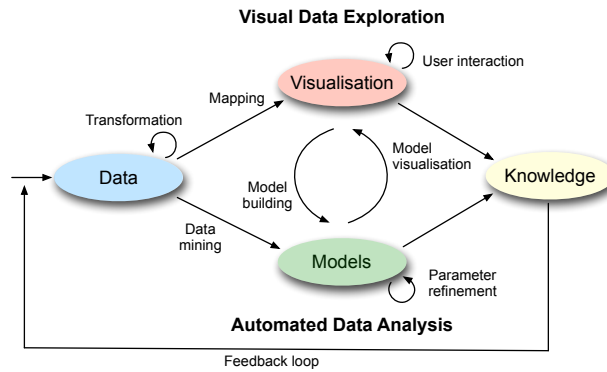 Visual Data Exploration
Visualisation
User interaction
Mapping
Transformation
Data
Model
building
Model
visualisation
Knowledge
Data
mining
Models
Parameter
refinement
Automated Data Analysis
Feedback loop